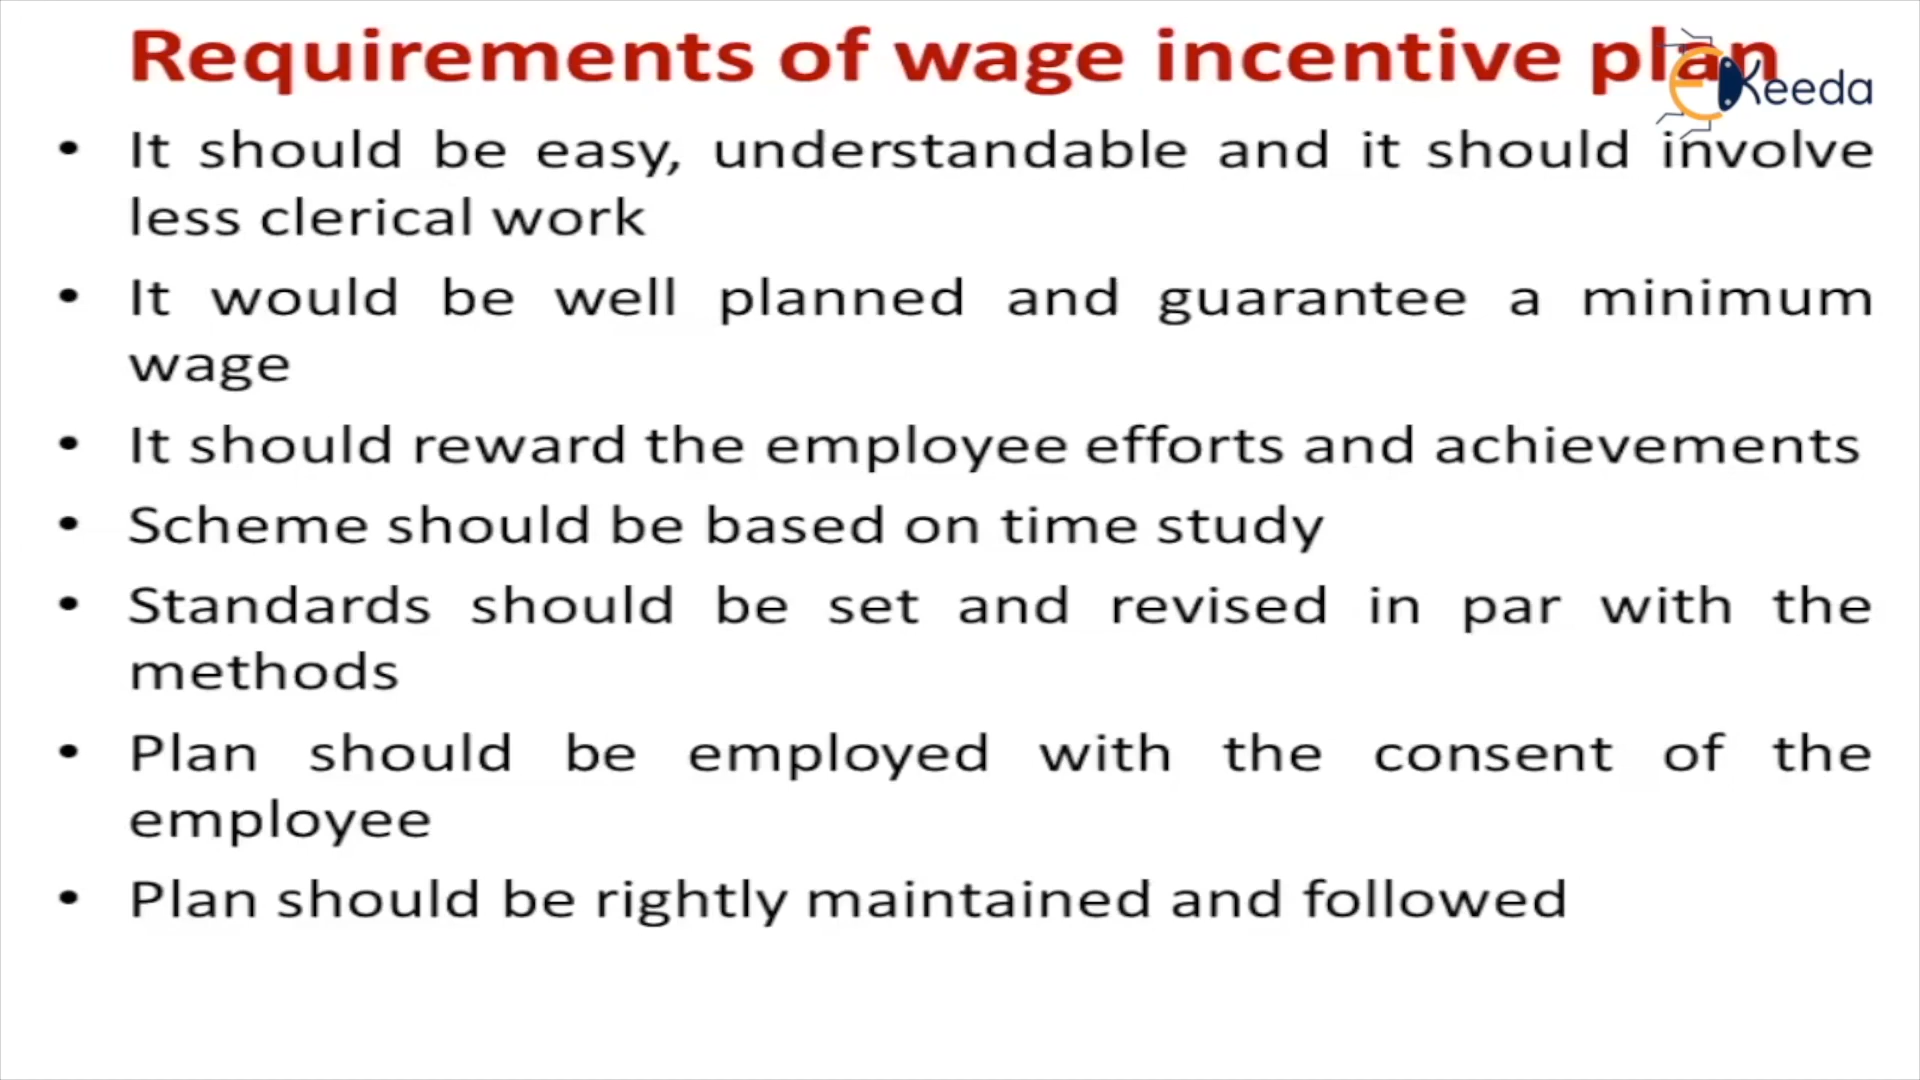 Requirements of wage incentive plan
Keeda
• It should be easy, understandable and it should involve
less clerical work
• It would be well planned and guarantee a minimum
wage
• It should reward the employee efforts and achievements
• Scheme should be based on time study
• Standards should be set and revised in par with the
methods
• Plan should be employed with the consent of the
employee
• Plan should be rightly maintained and followed